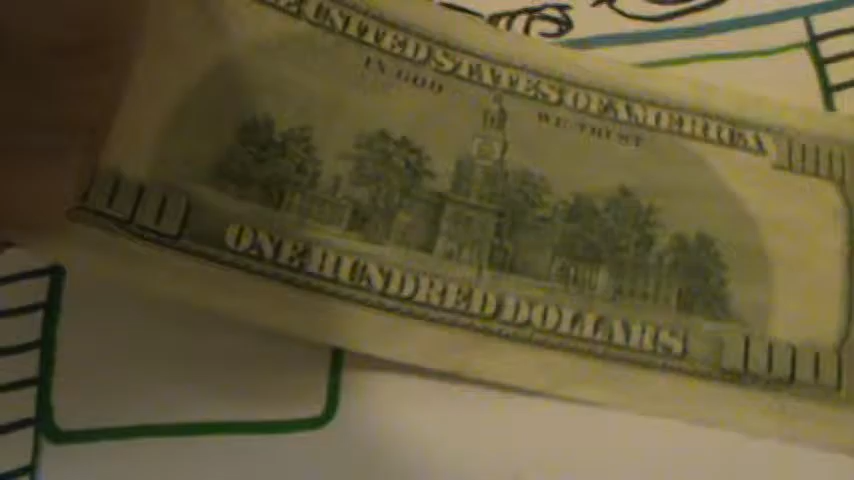 THE UNITED STATES OF AMERICA
IN GOD WE TRUST
100
100
ONE HUNDRED DOLLARS
100